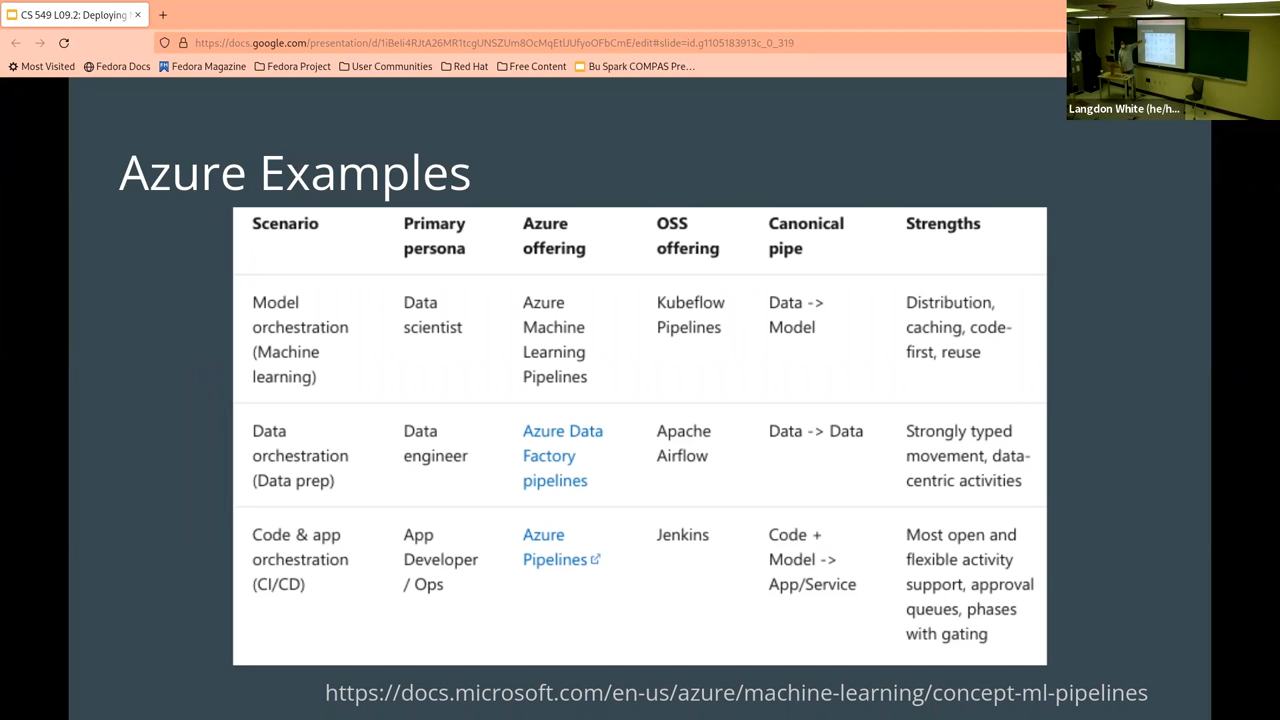 CS 549 L09.2: Deploying
https://docs.google.com/presentation/d/1iBeIi4RJtA26MR1tcgUNSZUm8OcMqEtlJUfyoOFbCmE/edit#slide=id.g1105183913c_0_319
Most Visited Fedora Docs Fedora Magazine Fedora Project User Communities Red Hat Free Content Bu Spark COMPAS Pre…
Langdon White (he/h...
Azure Examples
Scenario Primary persona Azure offering OSS offering Canonical pipe Strengths
Model orchestration (Machine learning) Data scientist Azure Machine Learning Pipelines Kubeflow Pipelines Data -> Model Distribution, caching, code-first, reuse
Data orchestration (Data prep) Data engineer Azure Data Factory pipelines Apache Airflow Data -> Data Strongly typed movement, data-centric activities
Code & app orchestration (CI/CD) App Developer / Ops Azure Pipelines Jenkins Code + Model -> App/Service Most open and flexible activity support, approval queues, phases with gating
https://docs.microsoft.com/en-us/azure/machine-learning/concept-ml-pipelines